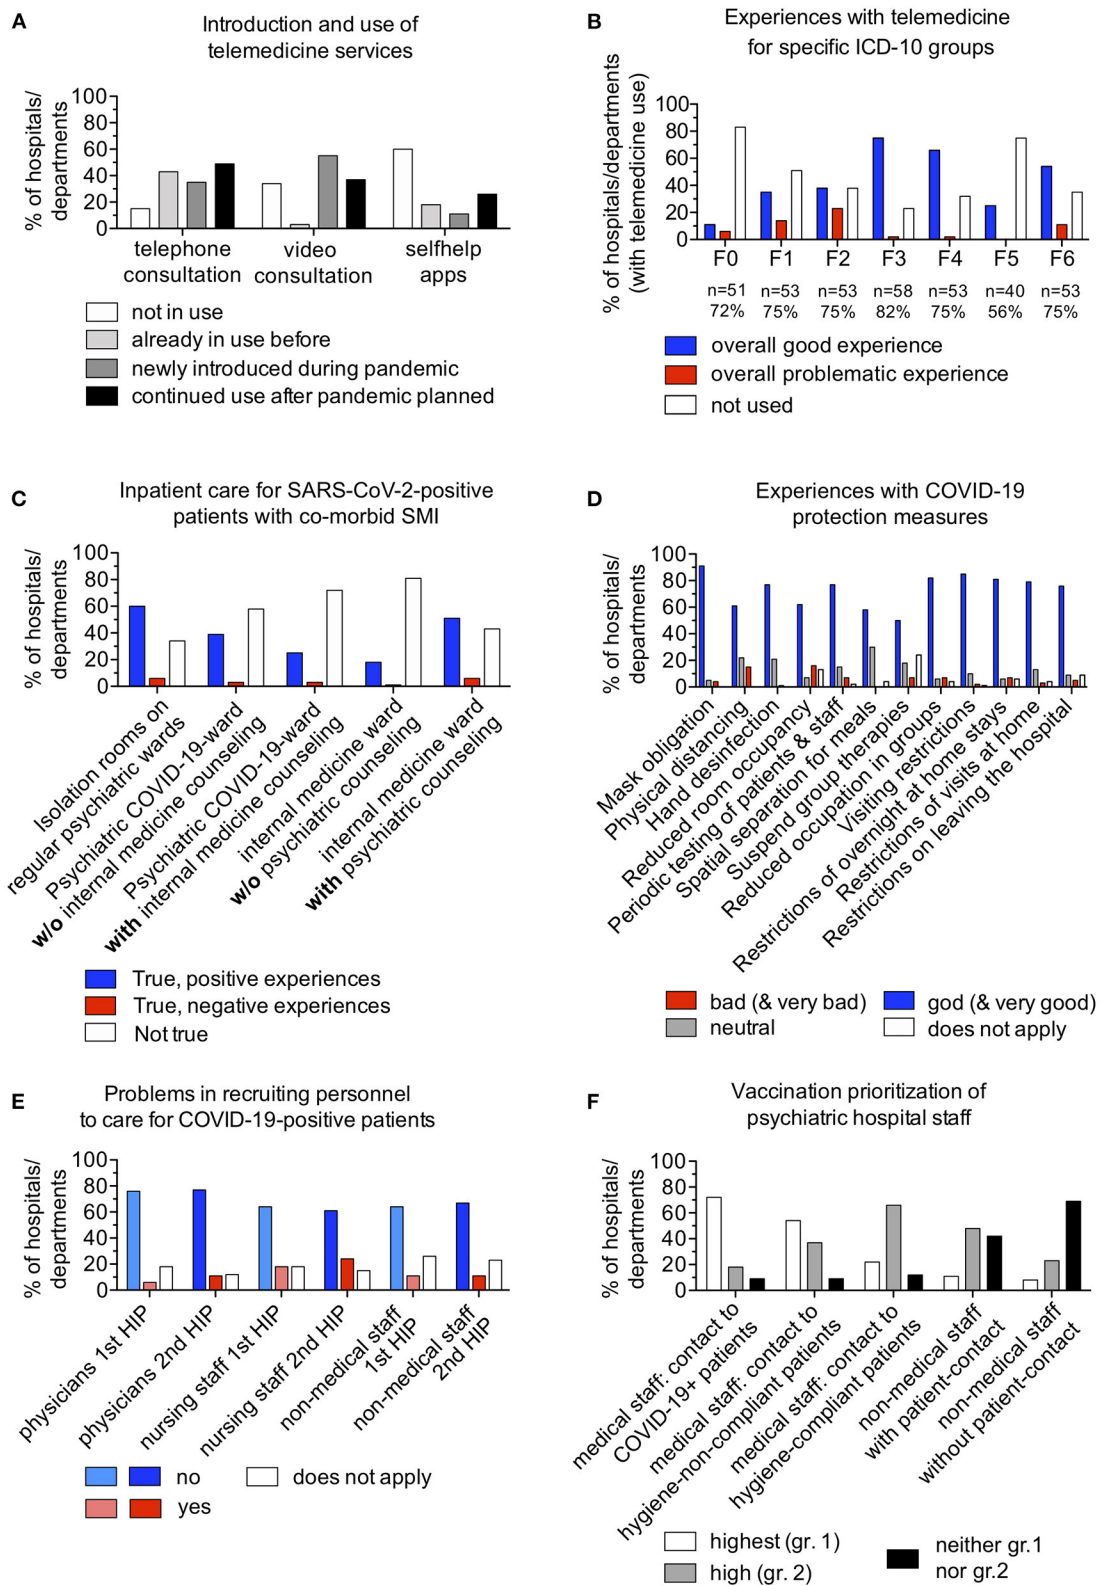 A
Introduction and use of
telemedicine services
% of hospitals/
departments
100
80
60
40
20
0
telephone
consultation
video
consultation
selfhelp
apps
not in use
already in use before
newly introduced during pandemic
continued use after pandemic planned
B
Experiences with telemedicine
for specific ICD-10 groups
% of hospitals/departments
(with telemedicine use)
100
80
60
40
20
0
F0 F1 F2 F3 F4 F5 F6
n=51 n=53 n=53 n=58 n=53 n=40 n=53
72% 75% 75% 82% 75% 56% 75%
overall good experience
overall problematic experience
not used
C
Inpatient care for SARS-CoV-2-positive
patients with co-morbid SMI
% of hospitals/
departments
100
80
60
40
20
0
Isolation rooms on
regular psychiatric wards
Psychiatric COVID-19-ward
w/o internal medicine counseling
Psychiatric COVID-19-ward
with internal medicine counseling
internal medicine ward
w/o psychiatric counseling
internal medicine ward
with psychiatric counseling
True, positive experiences
True, negative experiences
Not true
D
Experiences with COVID-19
protection measures
% of hospitals/
departments
100
80
60
40
20
0
Mask obligation
Physical distancing
Hand desinfection
Reduced room occupancy
Periodic testing of patients & staff
Spatial separation for meals
Suspend group therapies
Reduced occupation in groups
Visiting restrictions
Restrictions of overnight at home stays
Restrictions of visits at home
Restrictions on leaving the hospital
bad (& very bad)
god (& very good)
neutral
does not apply
E
Problems in recruiting personnel
to care for COVID-19-positive patients
% of hospitals/
departments
100
80
60
40
20
0
physicians 1st HIP
physicians 2nd HIP
nursing staff 1st HIP
nursing staff 2nd HIP
non-medical staff
1st HIP
non-medical staff
2nd HIP
no
does not apply
yes
F
Vaccination prioritization of
psychiatric hospital staff
% of hospitals/
departments
100
80
60
40
20
0
medical staff: contact to
COVID-19+ patients
medical staff: contact to
hygiene-non-compliant patients
medical staff: contact to
hygiene-compliant patients
non-medical staff
with patient-contact
non-medical staff
without patient-contact
highest (gr. 1)
high (gr. 2)
neither gr.1
nor gr.2